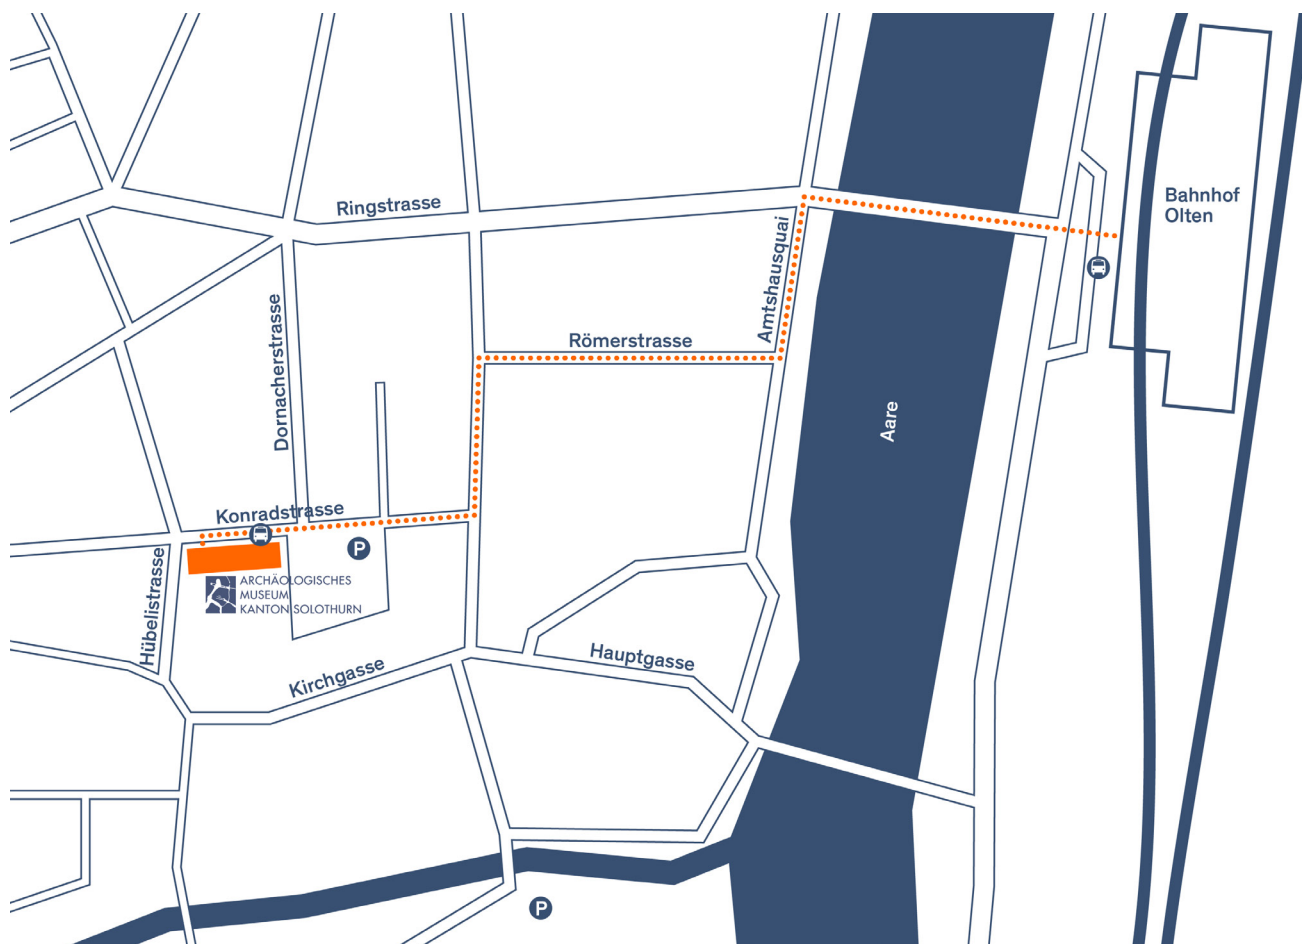 Bahnhof
Olten
Ringstrasse
Amtshausquai
Römerstrasse
Dornacherstrasse
Aare
Konradstrasse
P
ARCHÄOLOGISCHES
MUSEUM
KANTON SOLOTHURN
Hübelistrasse
Kirchgasse
Hauptgasse
P